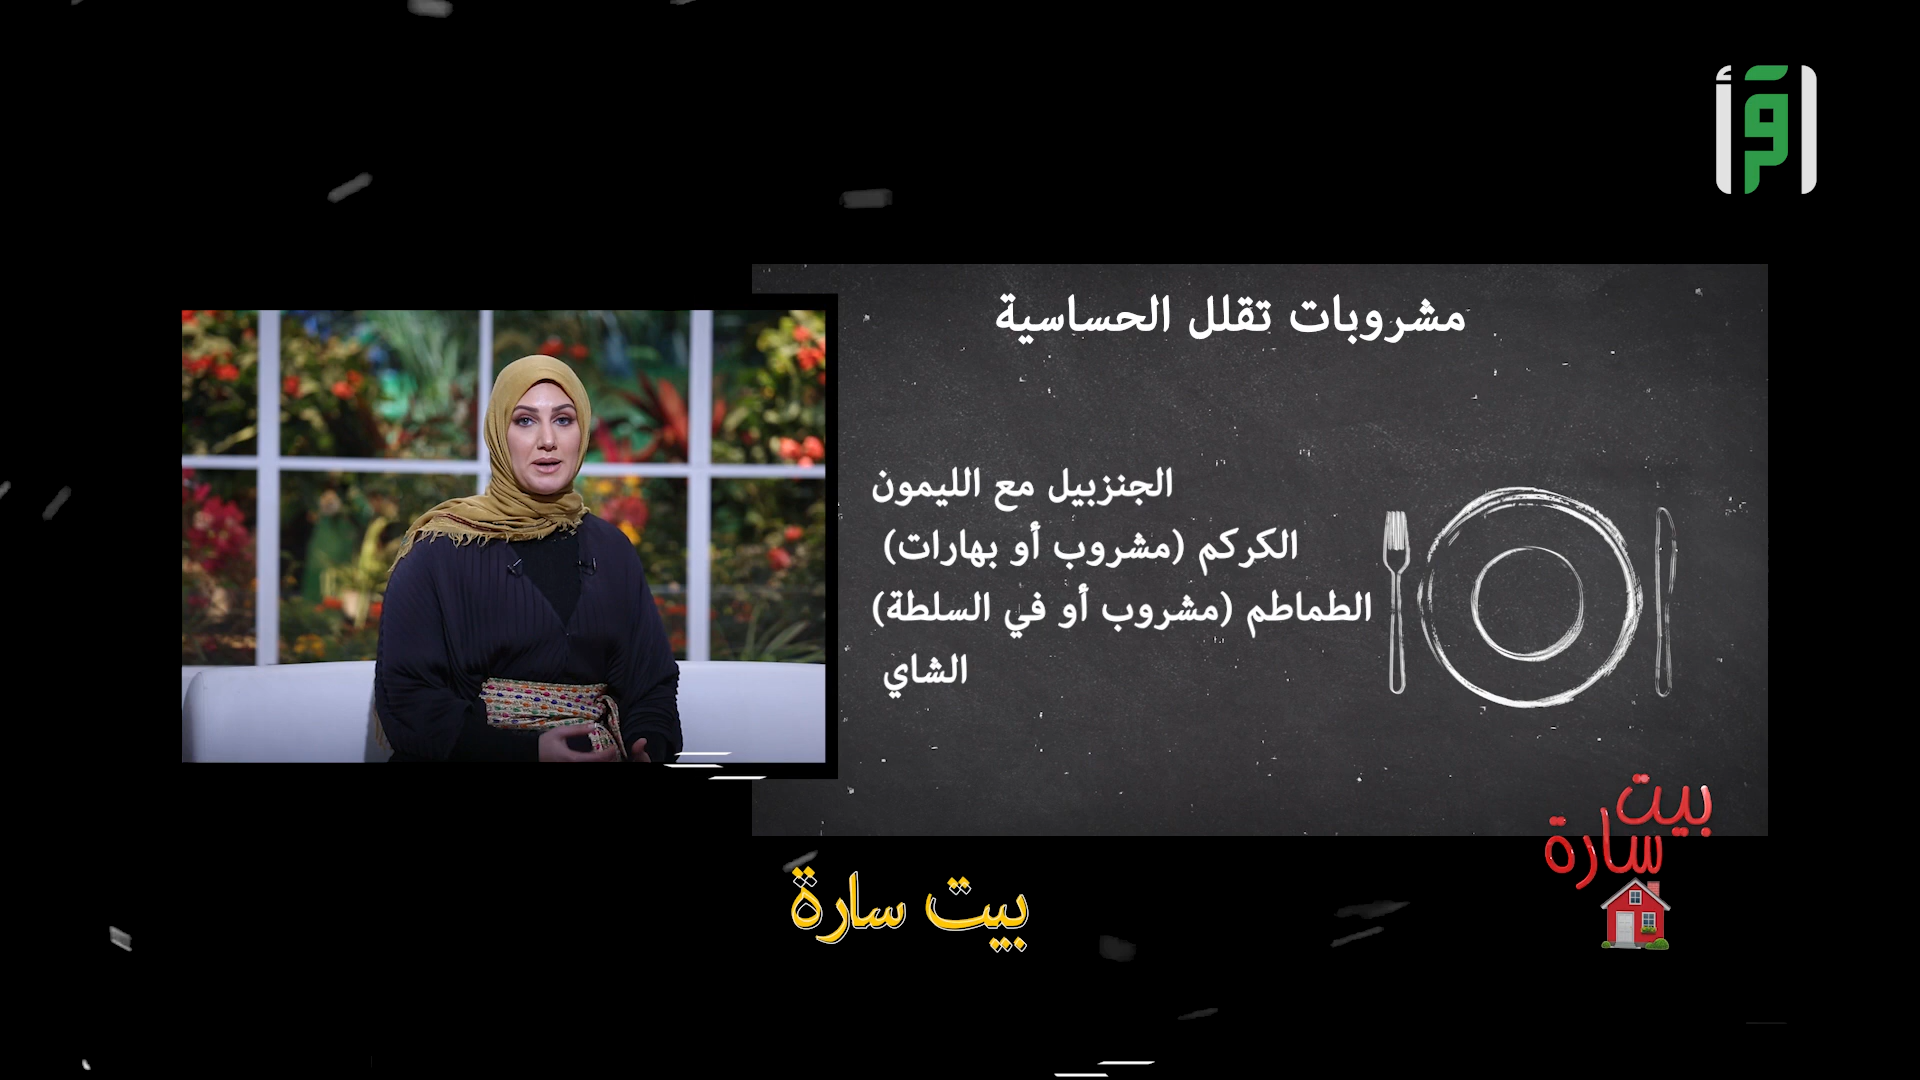 اقرأ
مشروبات تقلل الحساسية
الجنزبيل مع الليمون
الكركم (مشروب أو بهارات)
الطماطم (مشروب أو في السلطة)
الشاي
بيت
سارة
بيت سارة